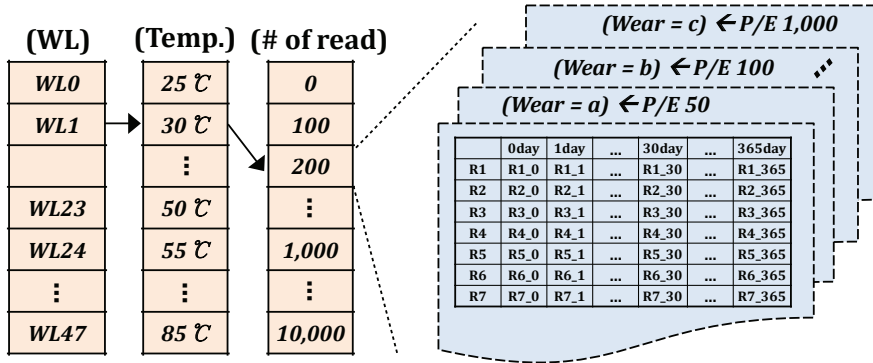 (WL) (Temp.) (# of read)
WL0 25 ℃ 0
WL1 30 ℃ 100
⋮ 200
WL23 50 ℃ ⋮
WL24 55 ℃ 1,000
⋮ ⋮ ⋮
WL47 85 ℃ 10,000
(Wear = c) ← P/E 1,000
(Wear = b) ← P/E 100
(Wear = a) ← P/E 50
0day 1day ... 30day ... 365day
R1 R1_0 R1_1 ... R1_30 ... R1_365
R2 R2_0 R2_1 ... R2_30 ... R2_365
R3 R3_0 R3_1 ... R3_30 ... R3_365
R4 R4_0 R4_1 ... R4_30 ... R4_365
R5 R5_0 R5_1 ... R5_30 ... R5_365
R6 R6_0 R6_1 ... R6_30 ... R6_365
R7 R7_0 R7_1 ... R7_30 ... R7_365